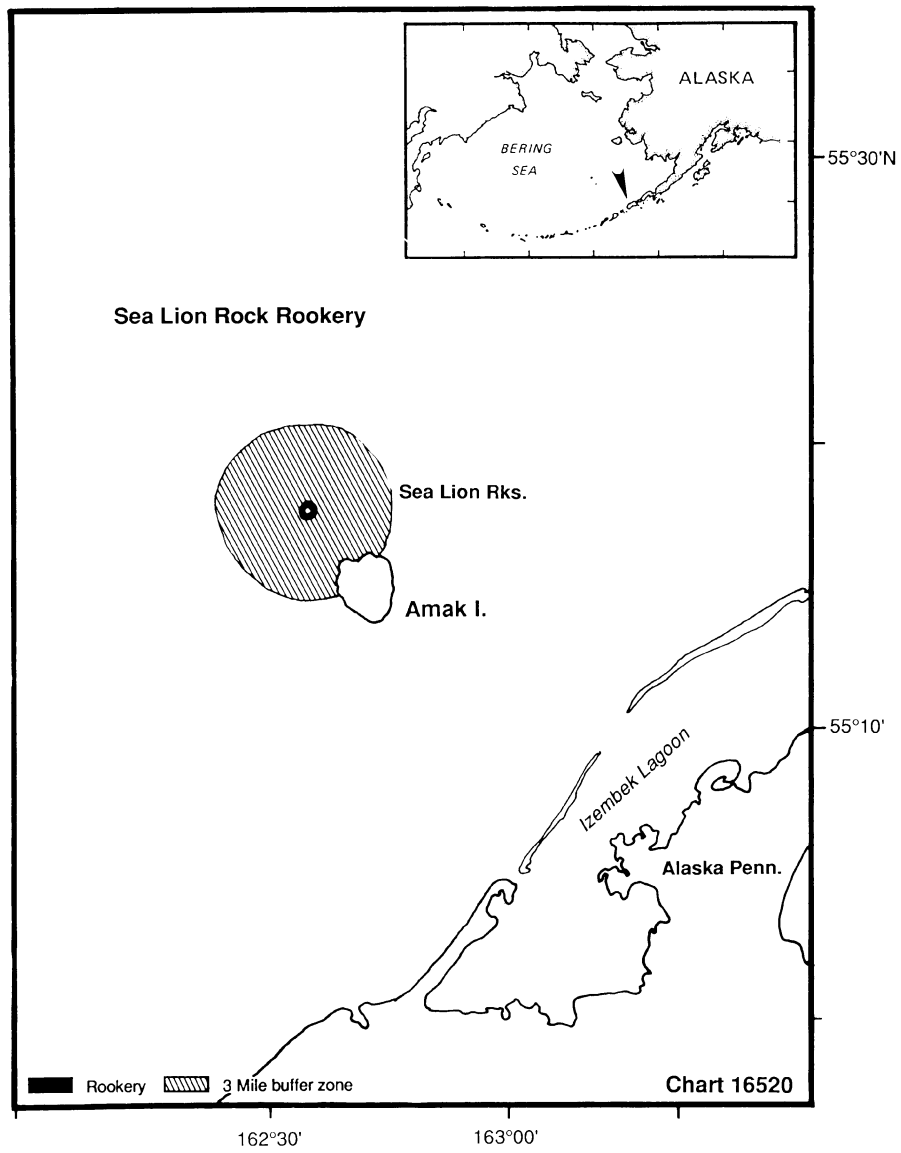 ALASKA
BERING
SEA
55°30'N
Sea Lion Rock Rookery
Sea Lion Rks.
Amak I.
55°10'
Izembek Lagoon
Alaska Penn.
Rookery
3 Mile buffer zone
Chart 16520
162°30'
163°00'